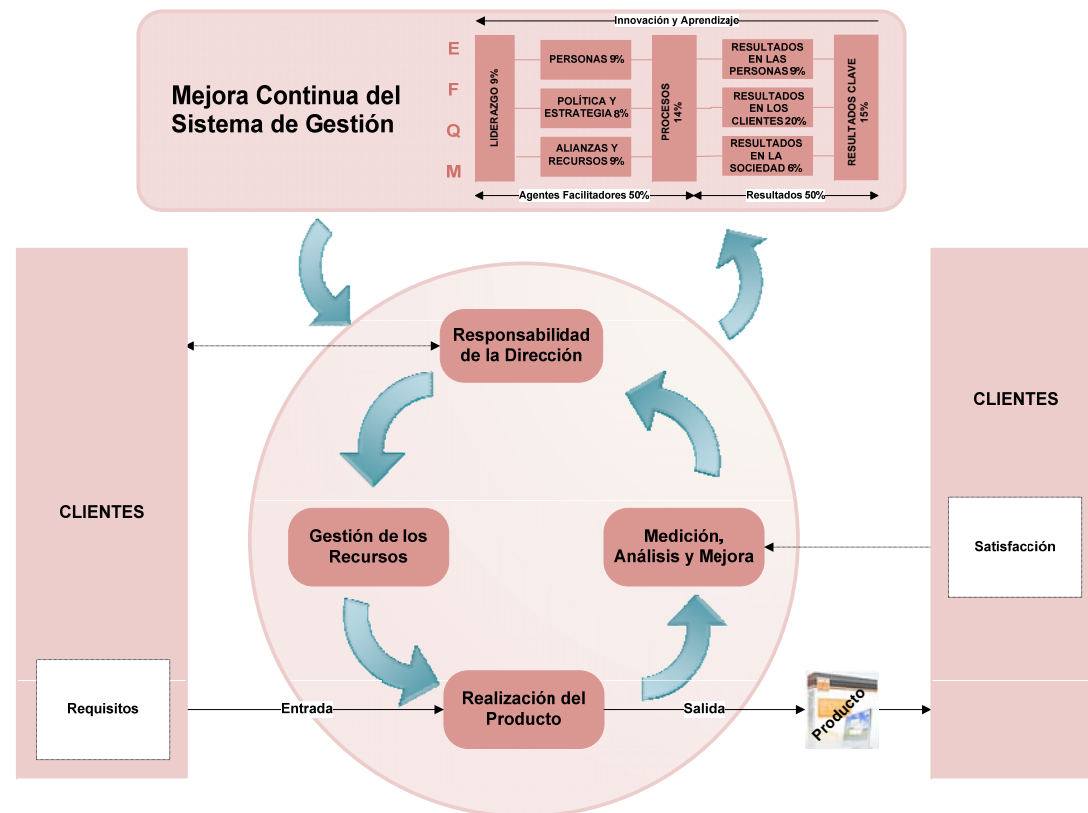 Innovación y Aprendizaje
Mejora Continua del
Sistema de Gestión
E
F
Q
M
LIDERAZGO 9%
PERSONAS 9%
POLÍTICA Y
ESTRATEGIA 8%
ALIANZAS Y
RECURSOS 9%
PROCESOS
14%
RESULTADOS
EN LAS
PERSONAS 9%
RESULTADOS
EN LOS
CLIENTES 20%
RESULTADOS
EN LA
SOCIEDAD 6%
RESULTADOS CLAVE
15%
Agentes Facilitadores 50%
Resultados 50%
Responsabilidad
de la Dirección
CLIENTES
CLIENTES
Gestión de los
Recursos
Medición,
Análisis y Mejora
Satisfacción
Requisitos
Entrada
Realización del
Producto
Salida
Producto